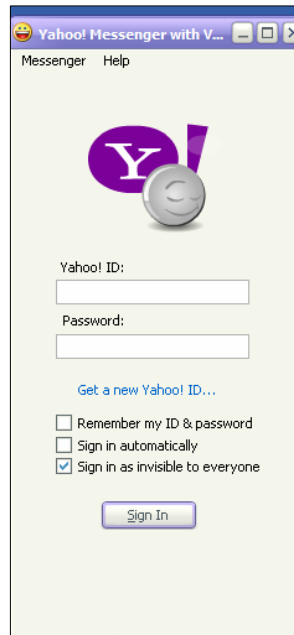 Yahoo! Messenger with V...
Messenger Help
Y!
Yahoo! ID:
Password:
Get a new Yahoo! ID...
Remember my ID & password
Sign in automatically
Sign in as invisible to everyone
Sign In